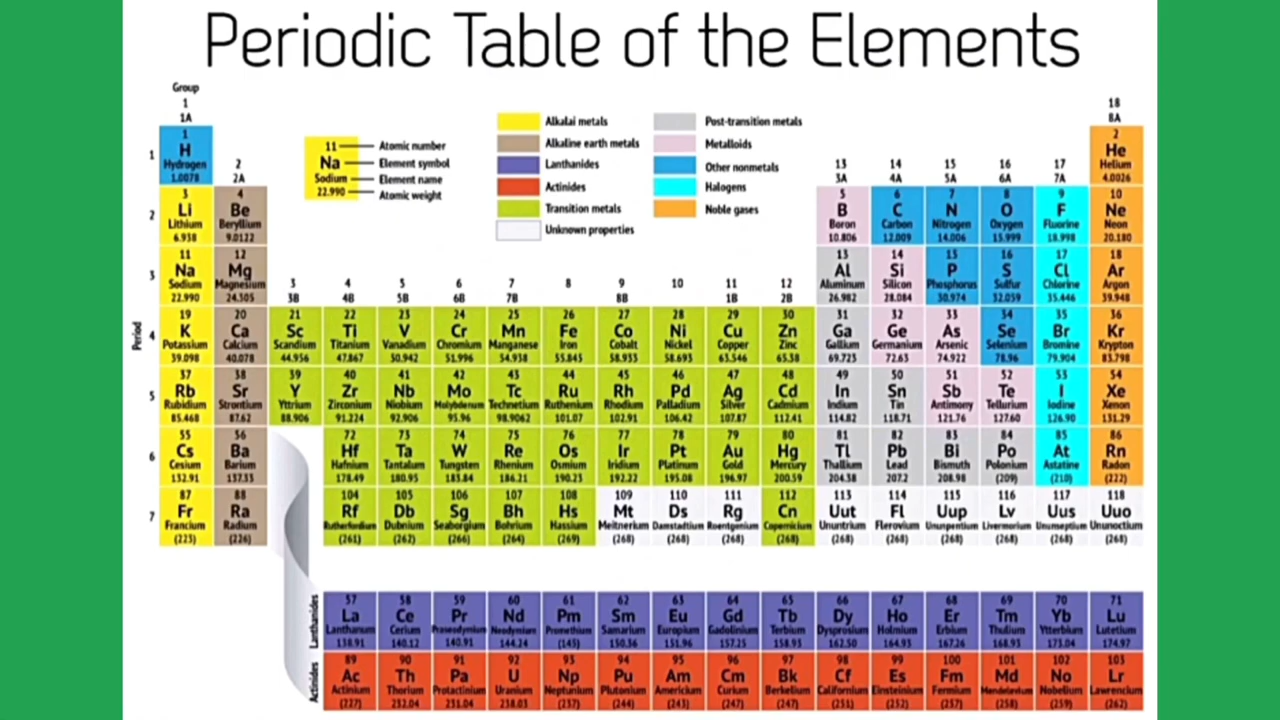 Periodic Table of the Elements
Group
1 18
1A 8A
Alkalai metals Post-transition metals
Alkaline earth metals Metalloids
Lanthanides Other nonmetals
Actinides Halogens
Transition metals Noble gases
Unknown properties
11 Atomic number
Na Element symbol
Sodium Element name
22.990 Atomic weight
1 2
1 H He
Hydrogen Helium
1.0078 4.0026
2 13 14 15 16 17
2A 3A 4A 5A 6A 7A
3 4 5 6 7 8 9 10
2 Li Be B C N O F Ne
Lithium Beryllium Boron Carbon Nitrogen Oxygen Fluorine Neon
6.938 9.0122 10.806 12.009 14.006 15.999 18.998 20.180
11 12 13 14 15 16 17 18
3 Na Mg Al Si P S Cl Ar
Sodium Magnesium Aluminum Silicon Phosphorus Sulfur Chlorine Argon
22.990 24.305 26.982 28.084 30.974 32.059 35.446 39.948
3 4 5 6 7 8 9 10 11 12
3B 4B 5B 6B 7B 8B 1B 2B
Period
19 20 21 22 23 24 25 26 27 28 29 30 31 32 33 34 35 36
4 K Ca Sc Ti V Cr Mn Fe Co Ni Cu Zn Ga Ge As Se Br Kr
Potassium Calcium Scandium Titanium Vanadium Chromium Manganese Iron Cobalt Nickel Copper Zinc Gallium Germanium Arsenic Selenium Bromine Krypton
39.098 40.078 44.956 47.867 50.942 51.996 54.938 55.845 58.933 58.693 63.546 65.38 69.723 72.63 74.922 78.96 79.904 83.798
37 38 39 40 41 42 43 44 45 46 47 48 49 50 51 52 53 54
5 Rb Sr Y Zr Nb Mo Tc Ru Rh Pd Ag Cd In Sn Sb Te I Xe
Rubidium Strontium Yttrium Zirconium Niobium Molybdenum Technetium Ruthenium Rhodium Palladium Silver Cadmium Indium Tin Antimony Tellurium Iodine Xenon
85.468 87.62 88.906 91.224 92.906 95.96 98.9062 101.07 102.91 106.42 107.87 112.41 114.82 118.71 121.76 127.60 126.90 131.29
55 56 72 73 74 75 76 77 78 79 80 81 82 83 84 85 86
6 Cs Ba Hf Ta W Re Os Ir Pt Au Hg Tl Pb Bi Po At Rn
Cesium Barium Hafnium Tantalum Tungsten Rhenium Osmium Iridium Platinum Gold Mercury Thallium Lead Bismuth Polonium Astatine Radon
132.91 137.33 178.49 180.95 183.84 186.21 190.23 192.22 195.08 196.97 200.59 204.38 207.2 208.98 (209) (210) (222)
87 88 104 105 106 107 108 109 110 111 112 113 114 115 116 117 118
7 Fr Ra Rf Db Sg Bh Hs Mt Ds Rg Cn Uut Fl Uup Lv Uus Uuo
Francium Radium Rutherfordium Dubnium Seaborgium Bohrium Hassium Meitnerium Damstadtium Roentgenium Copernicium Ununtrium Flerovium Ununpentium Livermorium Ununseptium Ununoctium
(223) (226) (261) (262) (266) (264) (269) (268) (268) (268) (268) (268) (268) (268) (268) (268) (268)
Lanthanides
57 58 59 60 61 62 63 64 65 66 67 68 69 70 71
La Ce Pr Nd Pm Sm Eu Gd Tb Dy Ho Er Tm Yb Lu
Lanthanum Cerium Praseodymium Neodymium Promethium Samarium Europium Gadolinium Terbium Dysprosium Holmium Erbium Thulium Ytterbium Lutetium
138.91 140.12 140.91 144.24 (145) 150.36 151.96 157.25 158.93 162.50 164.93 167.26 168.93 173.04 174.97
Actinides
89 90 91 92 93 94 95 96 97 98 99 100 101 102 103
Ac Th Pa U Np Pu Am Cm Bk Cf Es Fm Md No Lr
Actinium Thorium Protactinium Uranium Neptunium Plutonium Americium Curium Berkelium Californium Einsteinium Fermium Mendelevium Nobelium Lawrencium
(227) 232.04 231.04 238.03 (237) (244) (243) (247) (247) (251) (252) (257) (258) (259) (262)